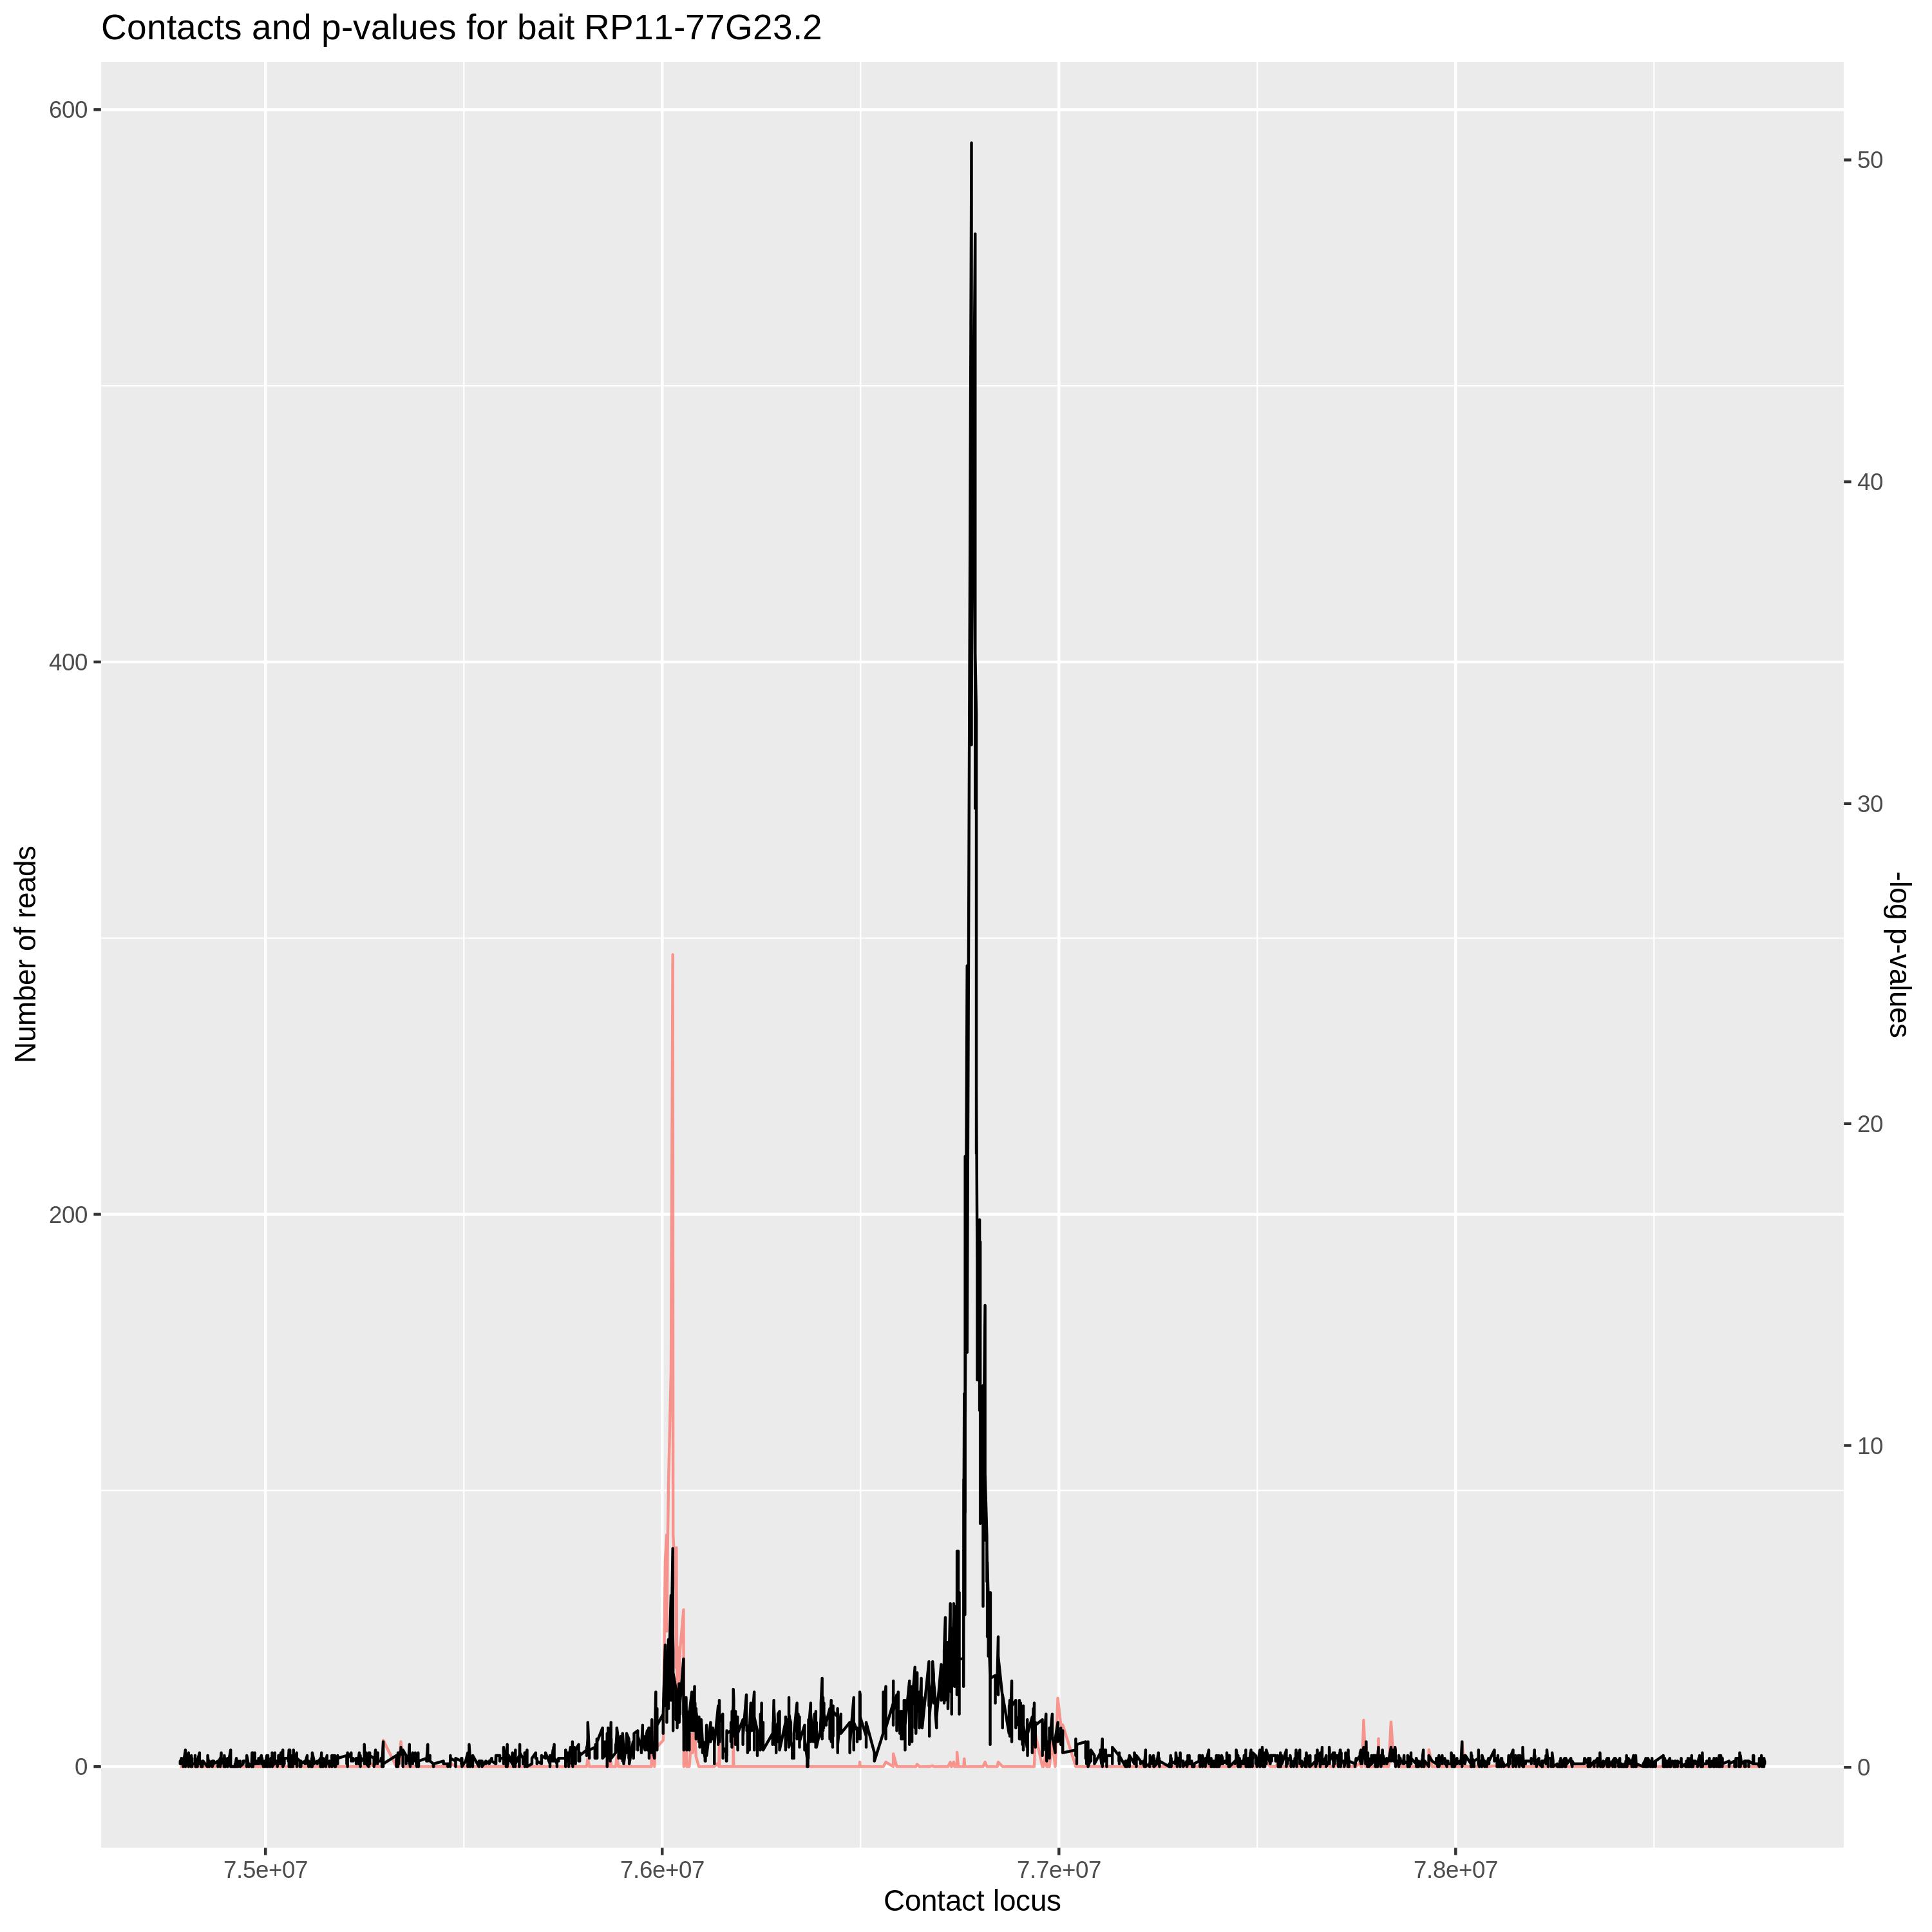 Contacts and p-values for bait RP11-77G23.2
600
400
200
0
Number of reads
50
40
30
20
10
0
-log p-values
7.5e+07
7.6e+07
7.7e+07
7.8e+07
Contact locus